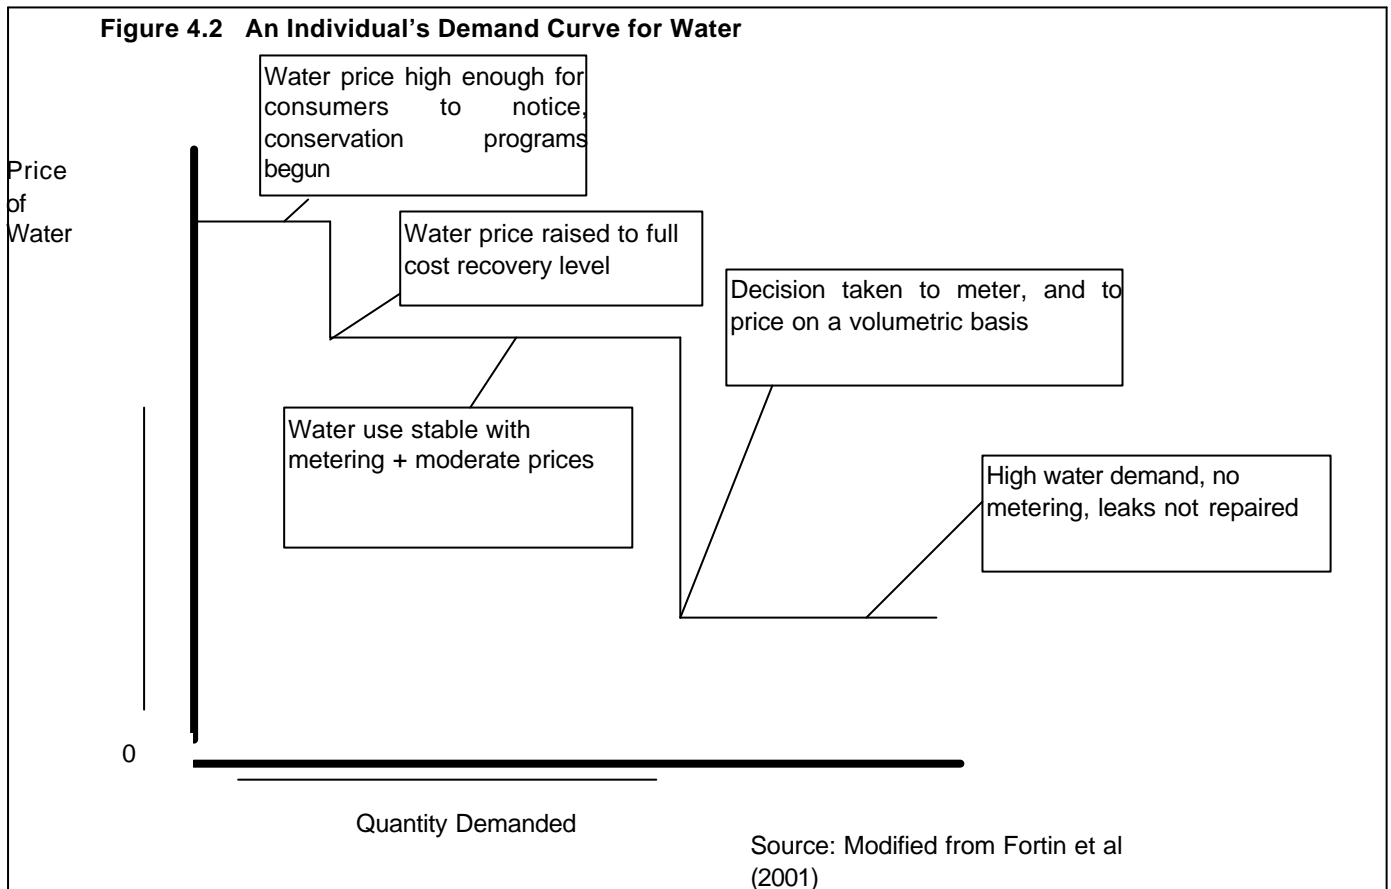 Figure 4.2 An Individual's Demand Curve for Water
Water price high enough for
consumers to notice,
conservation programs
begun
Price
of
Water
Water price raised to full
cost recovery level
Decision taken to meter, and to
price on a volumetric basis
Water use stable with
metering + moderate prices
High water demand, no
metering, leaks not repaired
0
Quantity Demanded
Source: Modified from Fortin et al
(2001)